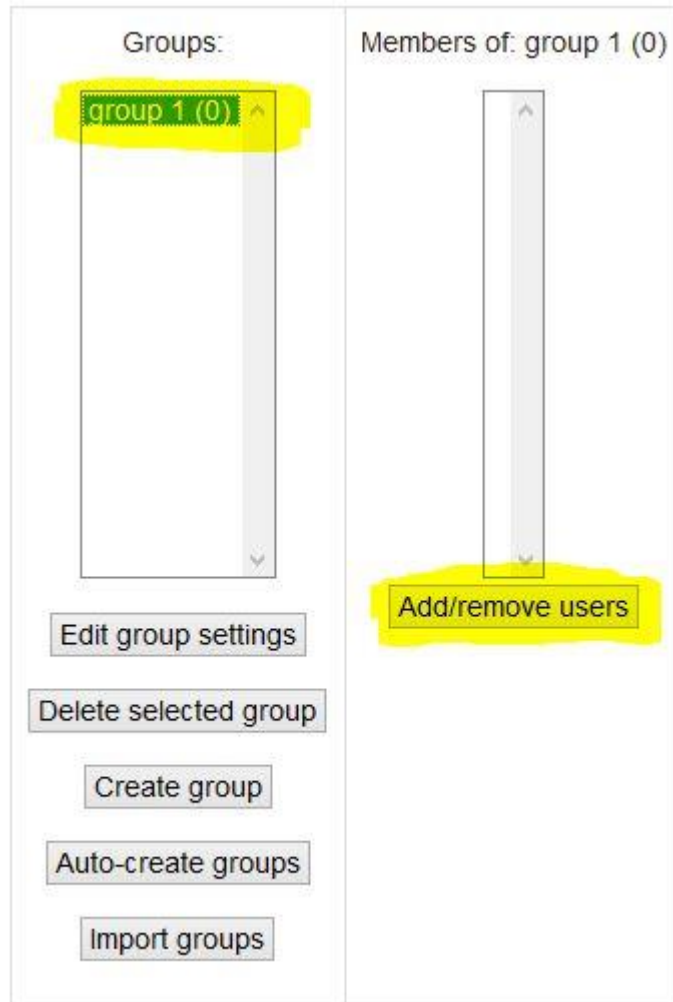 Groups:
group 1 (0)
Edit group settings
Delete selected group
Create group
Auto-create groups
Import groups
Members of: group 1 (0)
Add/remove users